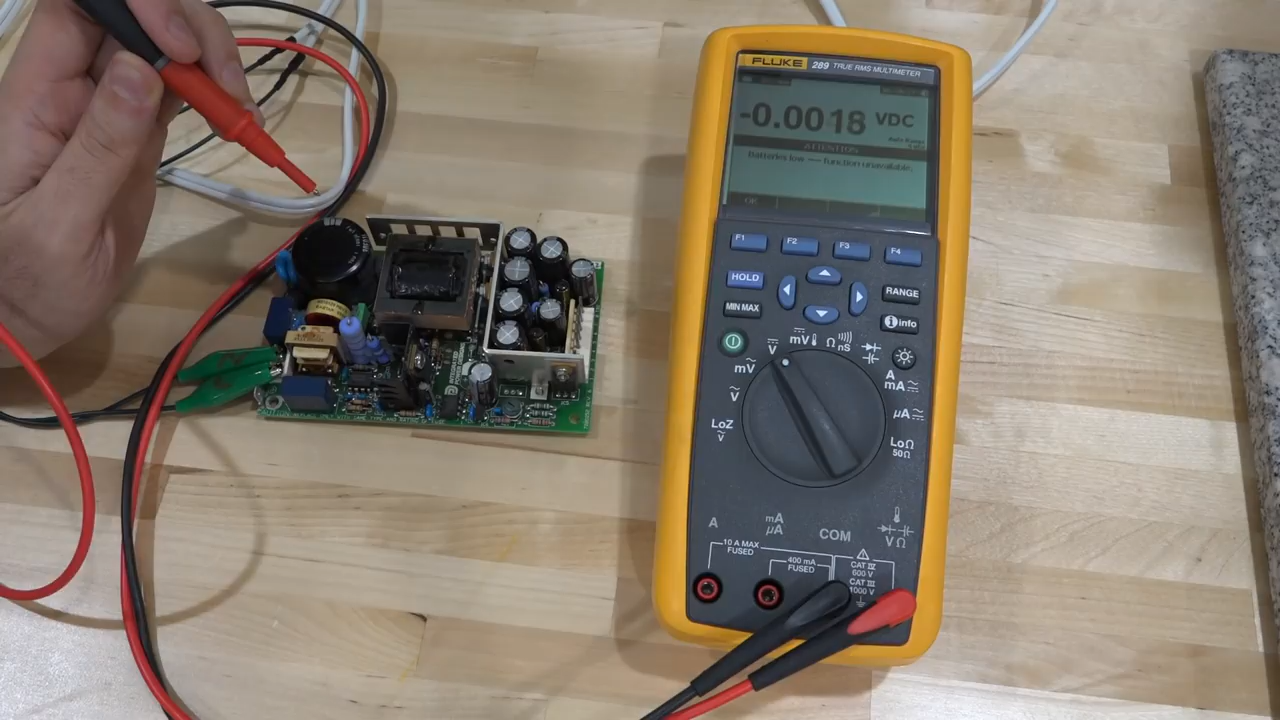 FLUKE 289 TRUE RMS MULTIMETER
-0.0018 VDC
ATTENTION
Batteries low — function unavailable.
OK
F1 F2 F3 F4
HOLD
RANGE
MIN MAX
info
V mV Ω nS
mV
A
mA
V
µA
LoZ
V
LoΩ
50Ω
A
mA
µA
COM
V Ω
10 A MAX
FUSED
400 mA
FUSED
CAT IV
600 V
CAT III
1000 V